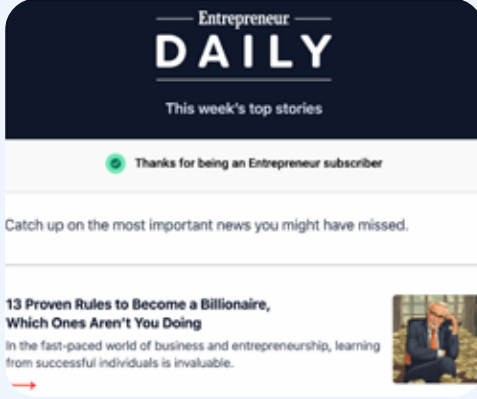 Entrepreneur
DAILY
This week's top stories
Thanks for being an Entrepreneur subscriber
Catch up on the most important news you might have missed.
13 Proven Rules to Become a Billionaire,
Which Ones Aren't You Doing
In the fast-paced world of business and entrepreneurship, learning
from successful individuals is invaluable.